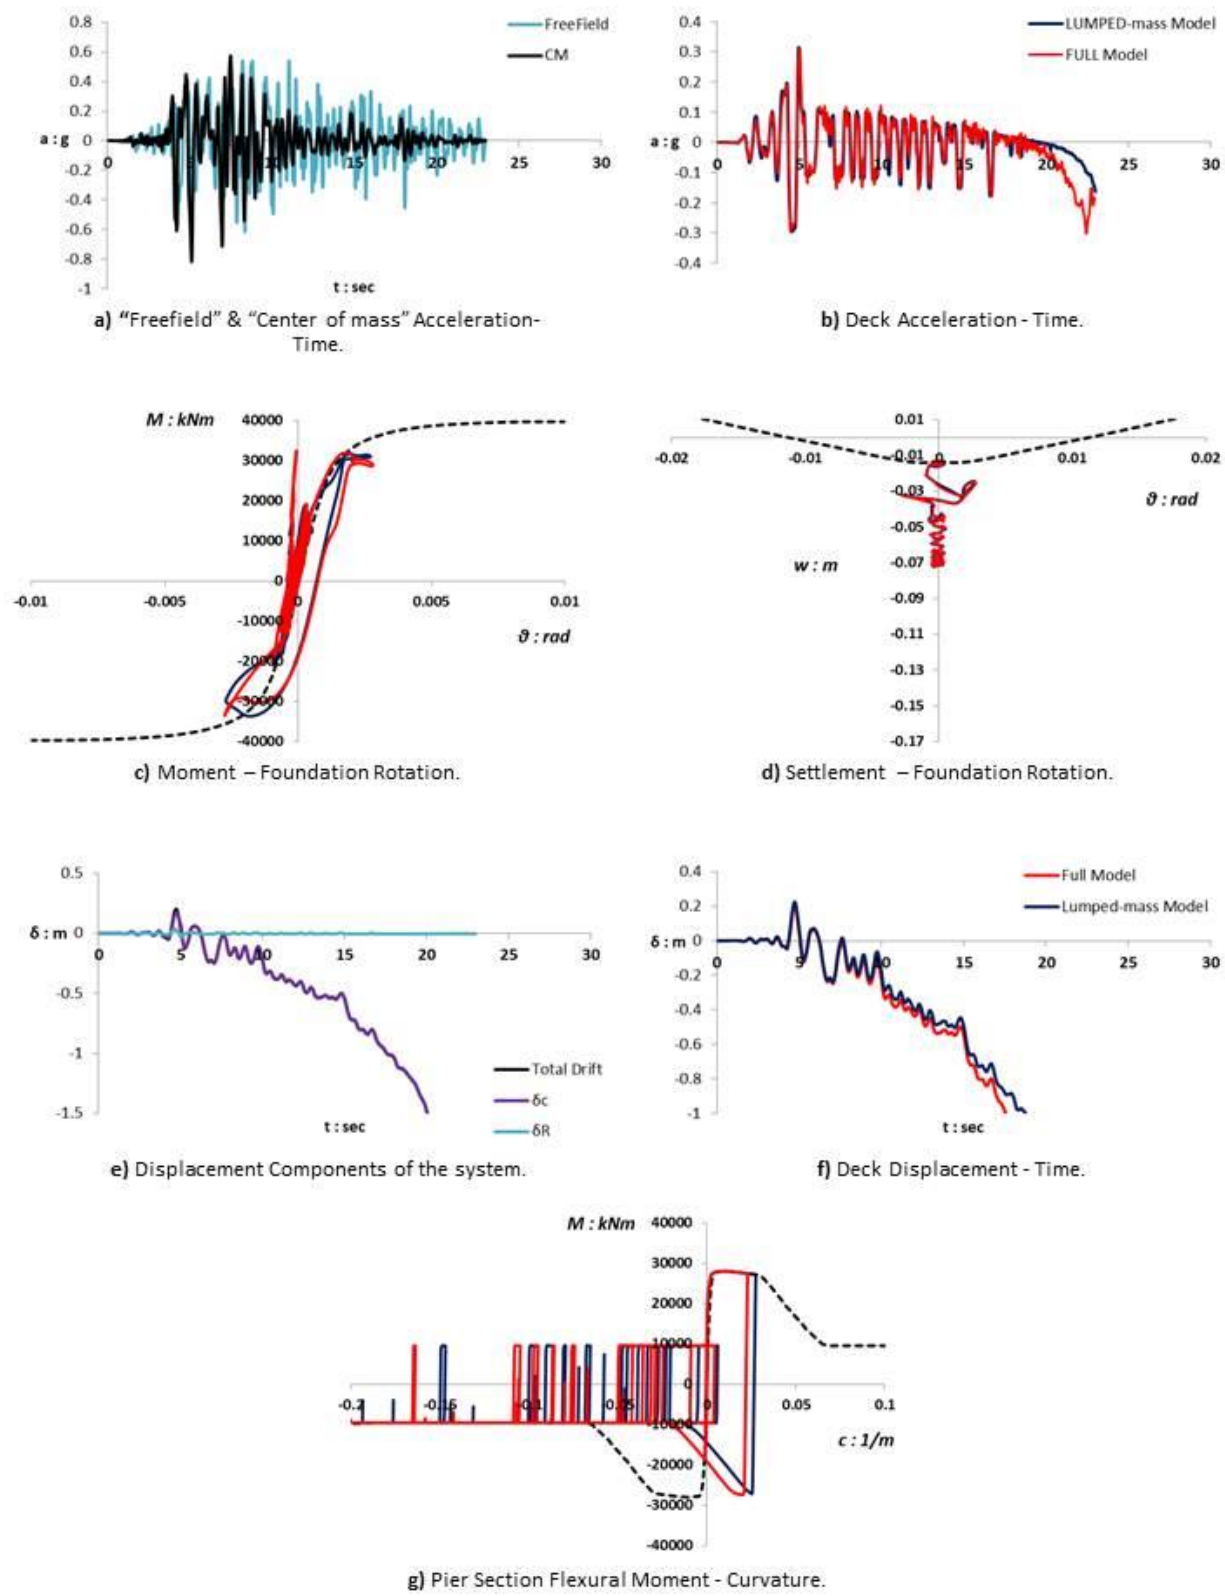 0.8
0.6
0.4
0.2
a : g 0
-0.2
-0.4
-0.6
-0.8
-1
0 5 10 15 20 25 30
FreeField
CM
t : sec
a) “Freefield” & “Center of mass” Acceleration-
Time.
0.4
0.3
0.2
0.1
a : g 0
-0.1
-0.2
-0.3
-0.4
0 5 10 15 20 25 30
LUMPED-mass Model
FULL Model
b) Deck Acceleration - Time.
M : kNm
40000
30000
20000
10000
0
-10000
-20000
-30000
-40000
-0.01 -0.005 0 0.005 0.01
ϑ : rad
c) Moment – Foundation Rotation.
0.01
-0.01
-0.03
-0.05
-0.07
-0.09
-0.11
-0.13
-0.15
-0.17
-0.02 -0.01 0 0.01 0.02
ϑ : rad
w : m
d) Settlement – Foundation Rotation.
0.5
δ : m 0
-0.5
-1
-1.5
0 5 10 15 20 25 30
Total Drift
δc
δR
t : sec
e) Displacement Components of the system.
0.4
0.2
δ : m 0
-0.2
-0.4
-0.6
-0.8
-1
0 5 10 15 20 25 30
Full Model
Lumped-mass Model
t : sec
f) Deck Displacement - Time.
M : kNm
40000
30000
20000
10000
0
-10000
-20000
-30000
-40000
-0.2 -0.15 -0.1 -0.05 0 0.05 0.1
c : 1/m
g) Pier Section Flexural Moment - Curvature.